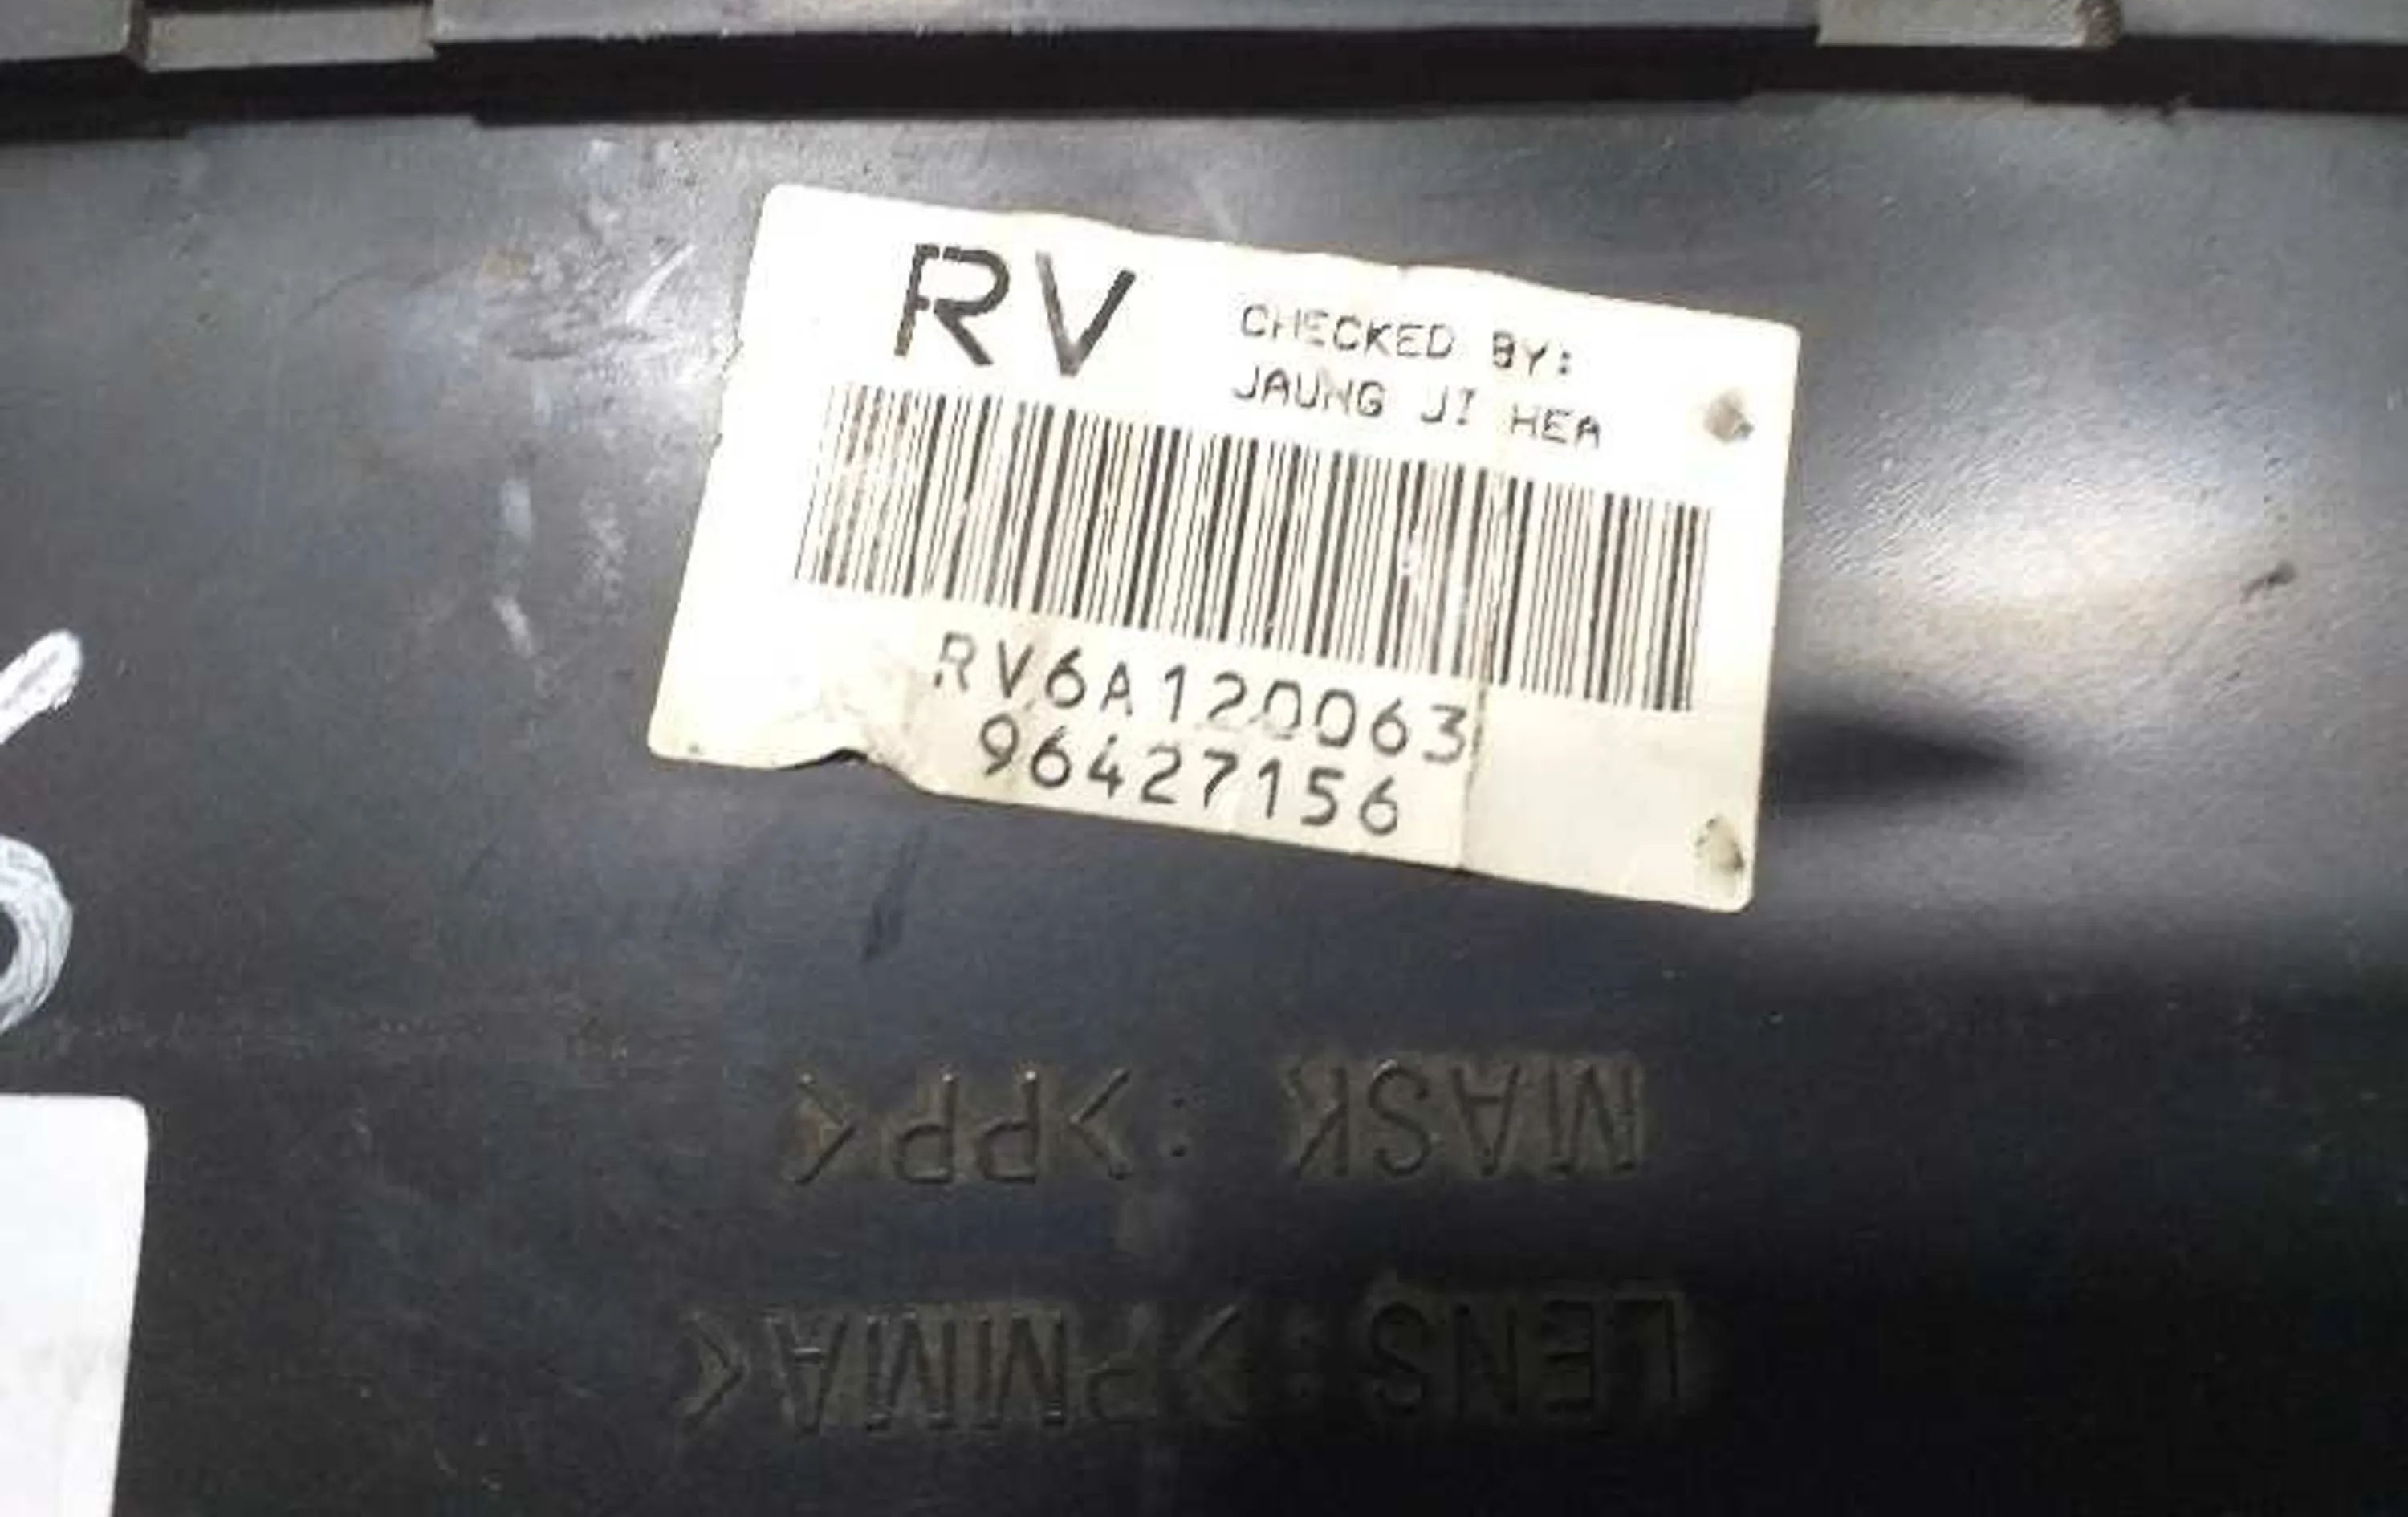 RV
CHECKED BY:
JAUNG JI HEA
RV6A120063
96427156
MASK : >PP<
LENS : >PMMA<